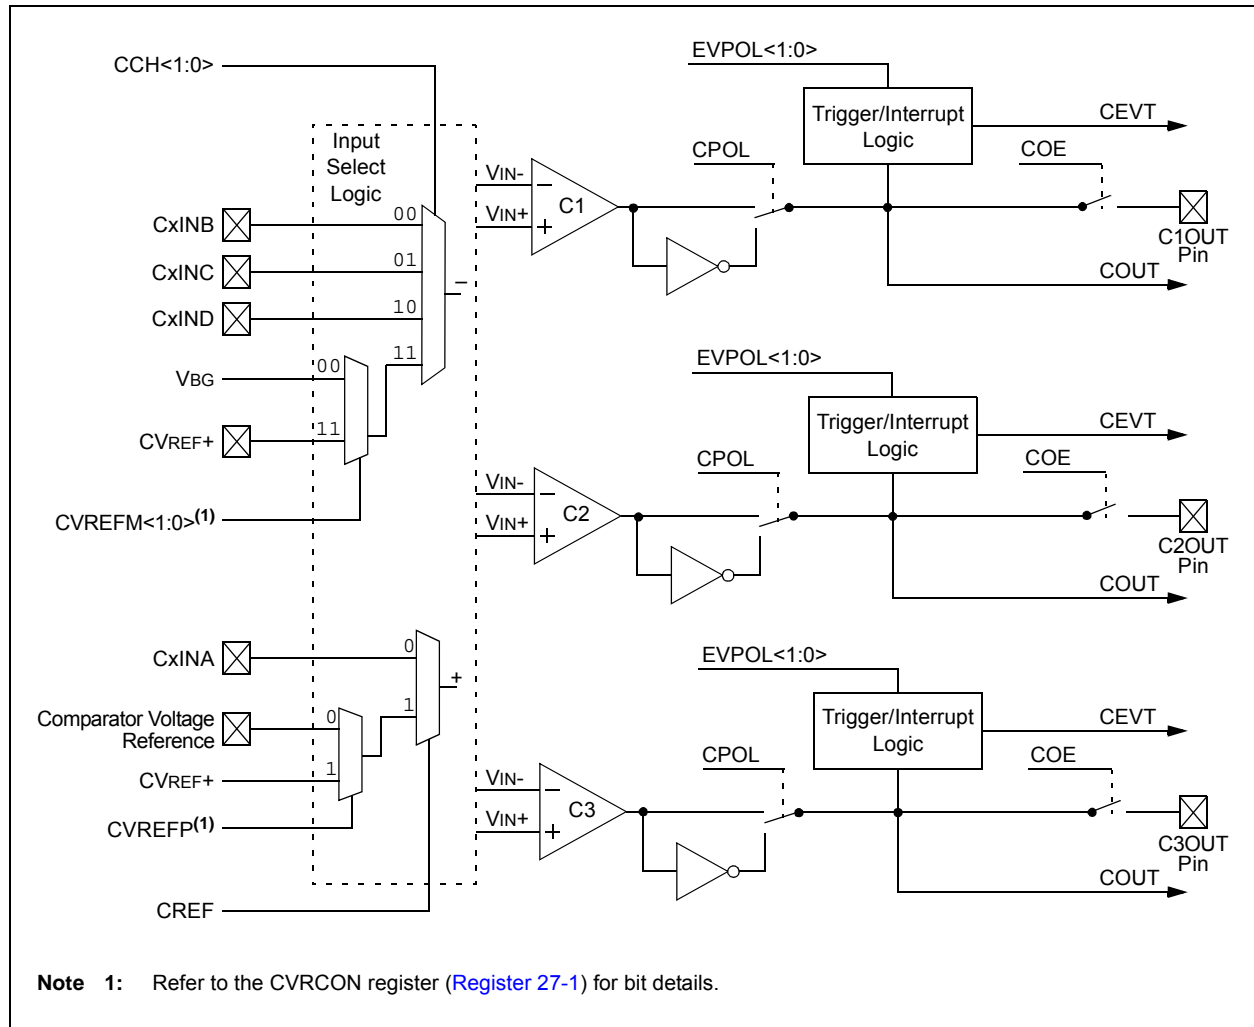 CCH<1:0>
Input
Select
Logic
CxINB
00
CxINC
01
CxIND
10
11
VBG
00
CVREF+
11
CVREFM<1:0>(1)
–
CxINA
0
+
Comparator Voltage
Reference
0
1
CVREF+
1
CVREFP(1)
CREF
EVPOL<1:0>
Trigger/Interrupt
Logic
CEVT
CPOL
COE
VIN-
–
VIN+
+
C1
C1OUT
Pin
COUT
EVPOL<1:0>
Trigger/Interrupt
Logic
CEVT
CPOL
COE
VIN-
–
VIN+
+
C2
C2OUT
Pin
COUT
EVPOL<1:0>
Trigger/Interrupt
Logic
CEVT
CPOL
COE
VIN-
–
VIN+
+
C3
C3OUT
Pin
COUT
Note 1: Refer to the CVRCON register (Register 27-1) for bit details.